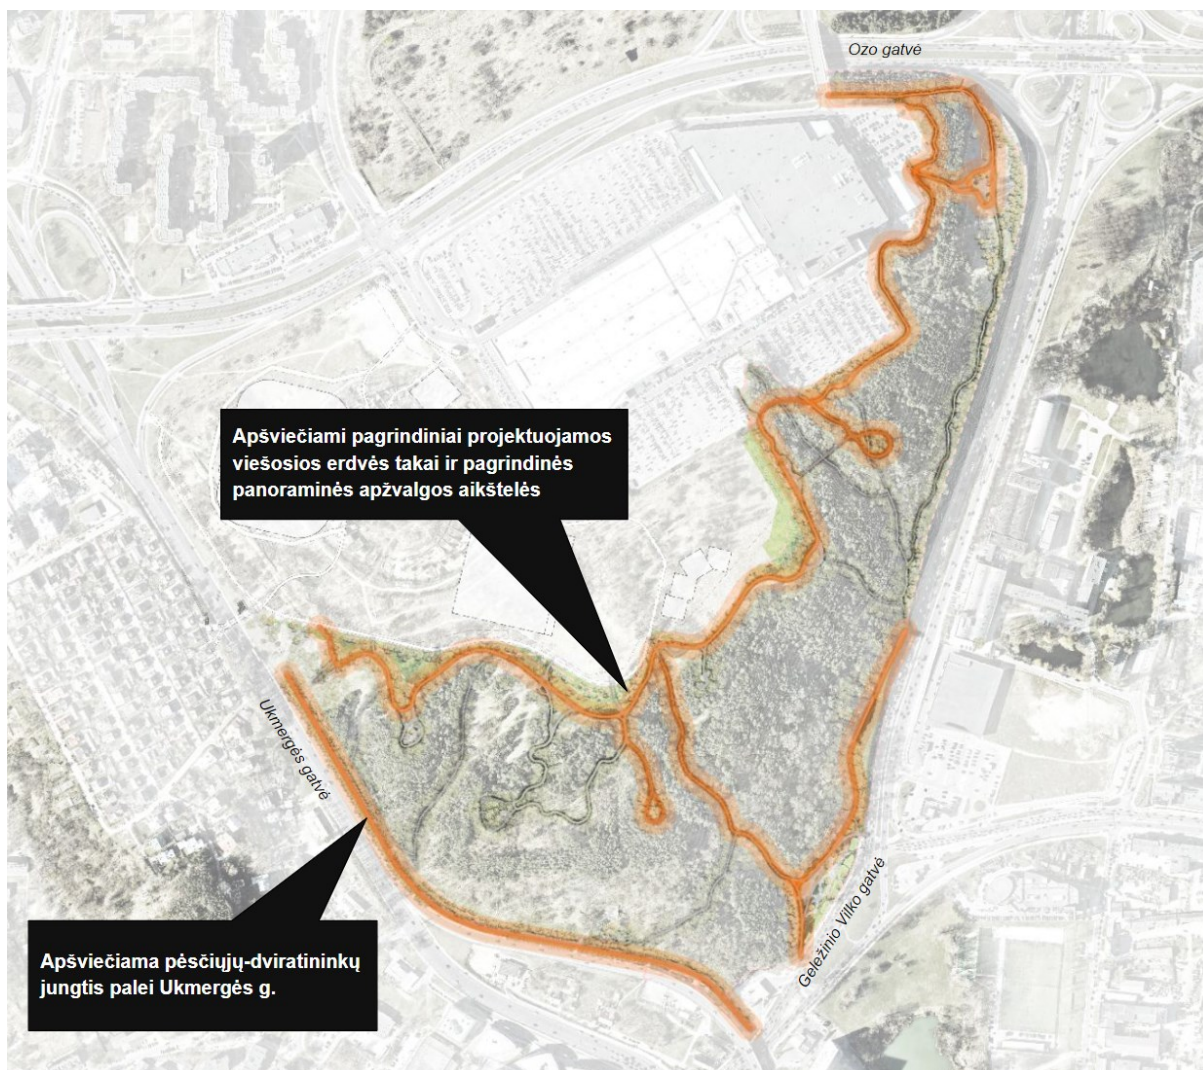 Ozo gatvė
Apšviečiami pagrindiniai projektuojamos
viešosios erdvės takai ir pagrindinės
panoraminės apžvalgos aikštelės
Ukmergės gatvė
Geležinio Vilko gatvė
Apšviečiama pėsčiųjų-dviratininkų
jungtis palei Ukmergės g.